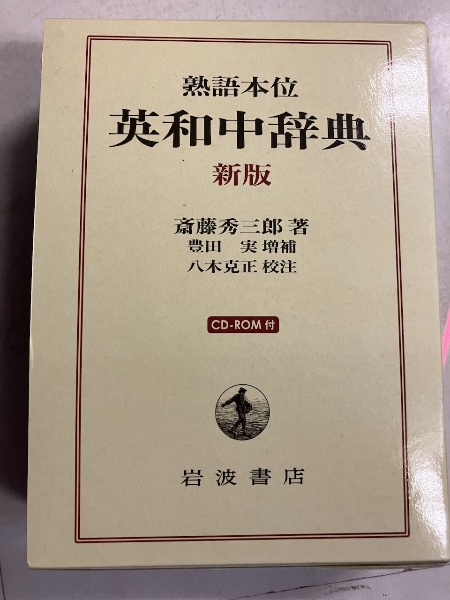 熟語本位
英和中辞典
新版
斎藤秀三郎 著
豊田 実 増補
八木克正 校注
CD-ROM 付
岩波書店